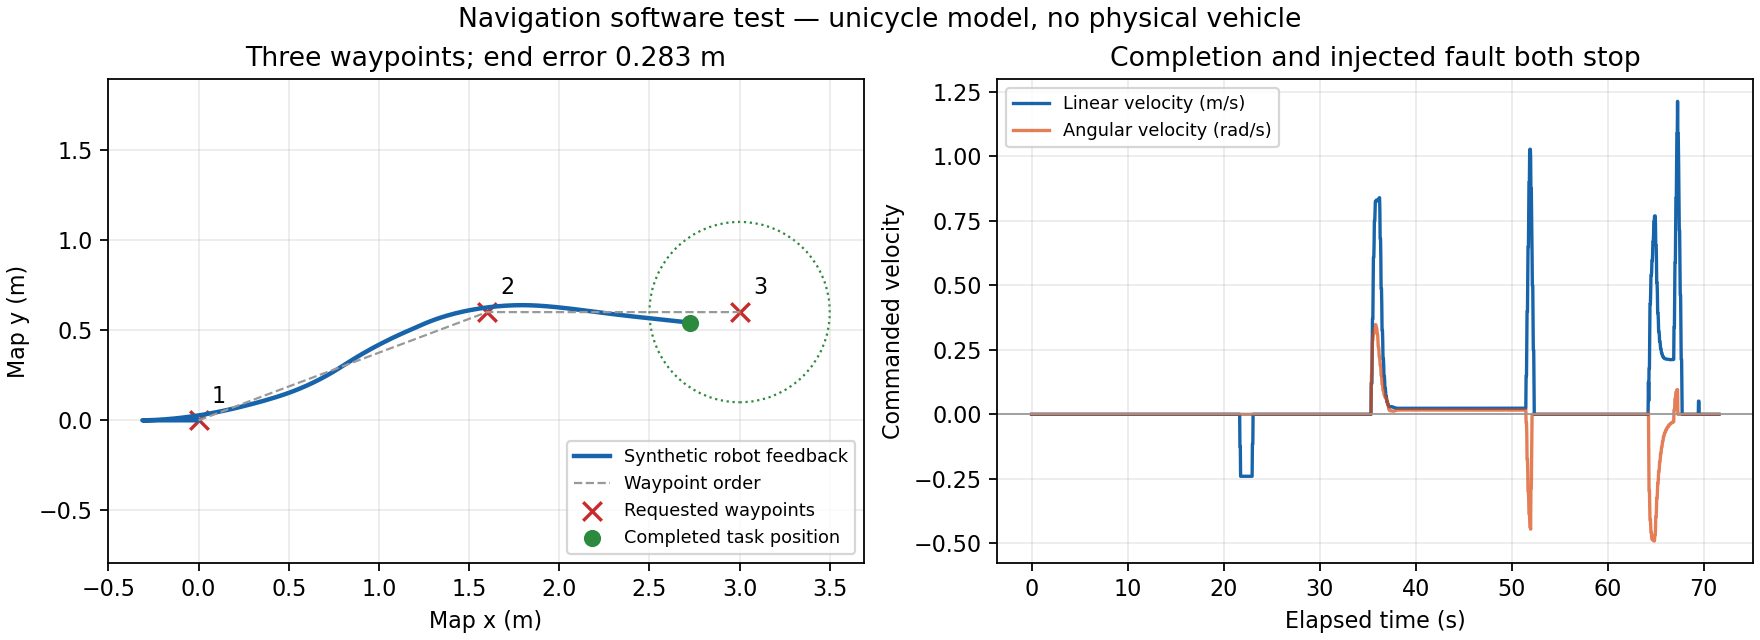 Navigation software test — unicycle model, no physical vehicle
Three waypoints; end error 0.283 m
Map y (m)
1.5
1.0
0.5
0.0
−0.5
1
2
3
Synthetic robot feedback
Waypoint order
Requested waypoints
Completed task position
−0.5
0.0
0.5
1.0
1.5
2.0
2.5
3.0
3.5
Map x (m)
Completion and injected fault both stop
Commanded velocity
1.25
1.00
0.75
0.50
0.25
0.00
−0.25
−0.50
Linear velocity (m/s)
Angular velocity (rad/s)
0
10
20
30
40
50
60
70
Elapsed time (s)